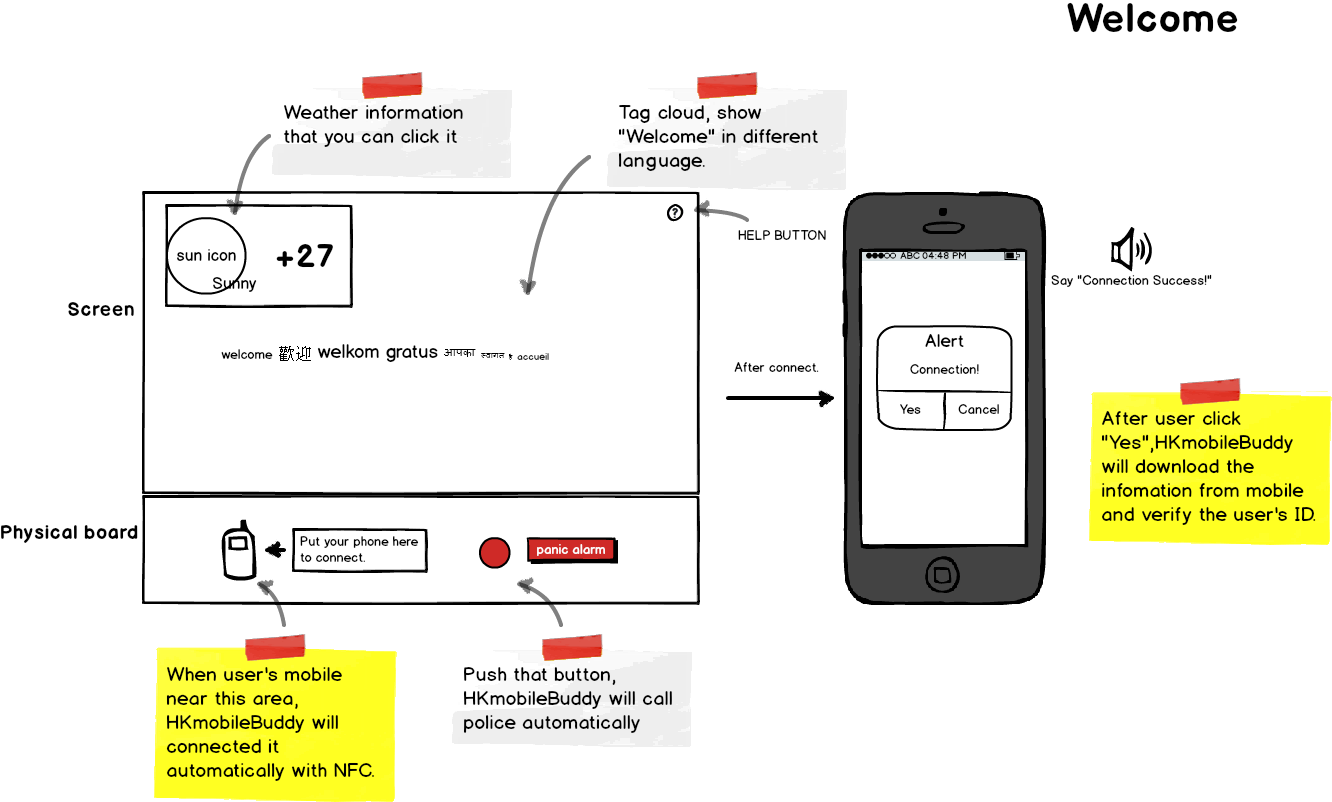 Welcome
Weather information
that you can click it
Tag cloud, show
"Welcome" in different
language.
?
HELP BUTTON
sun icon
+27
Sunny
Screen
welcome 歡迎 welkom gratus आपका स्वागत है accueil
After connect.
ABC 04:48 PM
Say "Connection Success!"
Alert
Connection!
Yes
Cancel
After user click
"Yes",HKmobileBuddy
will download the
infomation from mobile
and verify the user's ID.
Physical board
Put your phone here
to connect.
panic alarm
When user's mobile
near this area,
HKmobileBuddy will
connected it
automatically with NFC.
Push that button,
HKmobileBuddy will call
police automatically